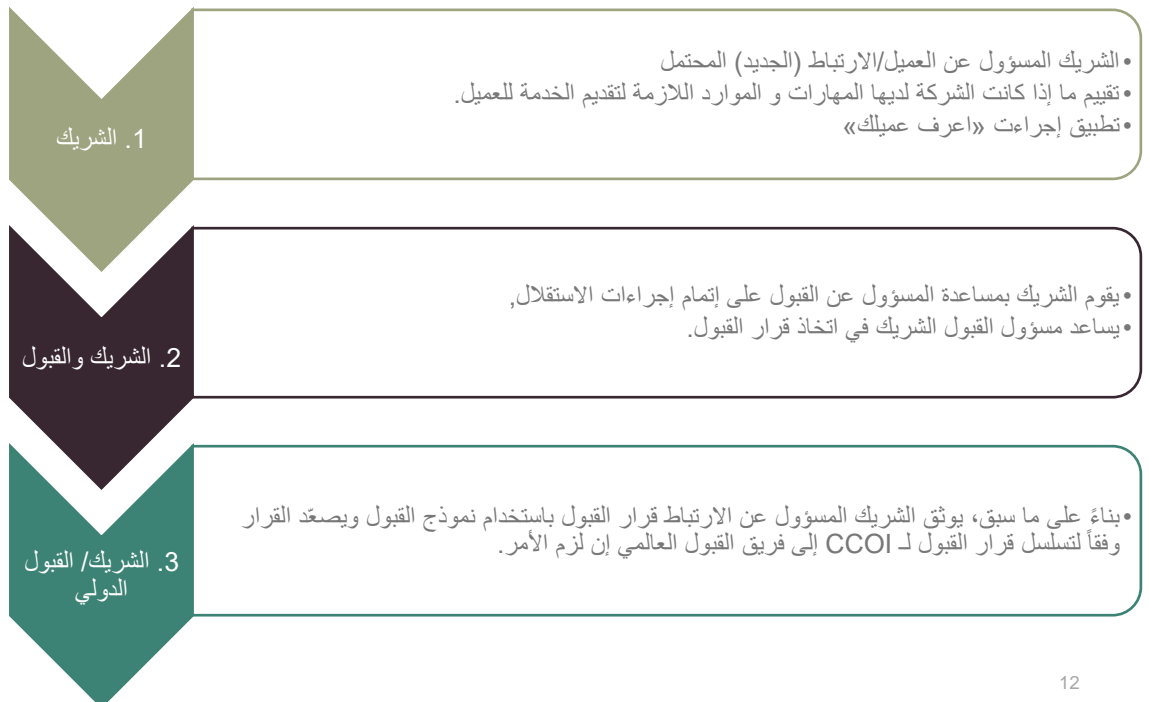 1. الشريك
•الشريك المسؤول عن العميل/الارتباط (الجديد) المحتمل
•تقييم ما إذا كانت الشركة لديها المهارات و الموارد اللازمة لتقديم الخدمة للعميل.
•تطبيق إجراءت «اعرف عميلك»
2. الشريك والقبول
•يقوم الشريك بمساعدة المسؤول عن القبول على إتمام إجراءات الاستقلال,
•يساعد مسؤول القبول الشريك في اتخاذ قرار القبول.
3. الشريك/ القبول
الدولي
•بناءً على ما سبق، يوثق الشريك المسؤول عن الارتباط قرار القبول باستخدام نموذج القبول ويصعّد القرار
وفقاً لتسلسل قرار القبول لـ CCOI إلى فريق القبول العالمي إن لزم الأمر.
12